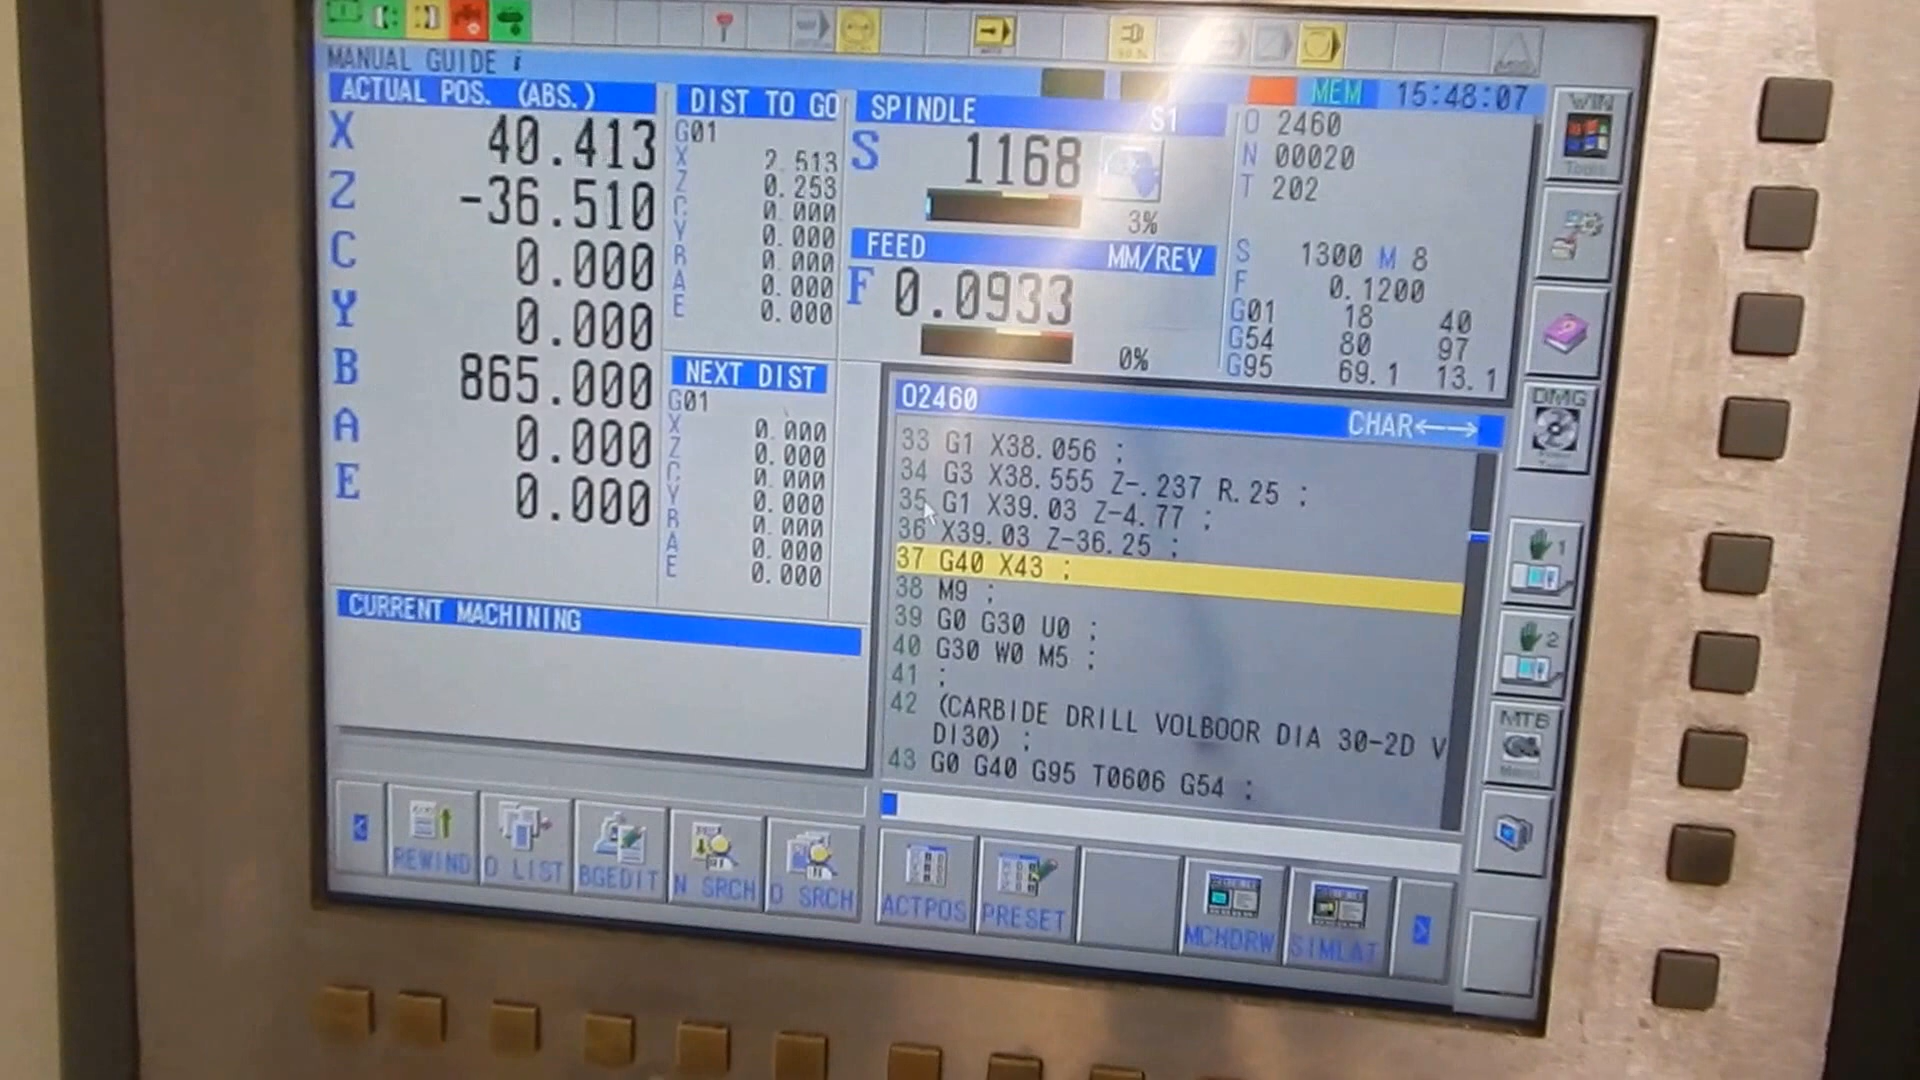 MANUAL GUIDE i
MEM 15:48:07
ACTUAL POS. (ABS.)
X 40.413
Z -36.510
C 0.000
Y 0.000
B 865.000
A 0.000
E 0.000
DIST TO GO
G01
X 2.513
Z 0.253
C 0.000
Y 0.000
B 0.000
A 0.000
E 0.000
NEXT DIST
G01
X 0.000
Z 0.000
C 0.000
Y 0.000
B 0.000
A 0.000
E 0.000
SPINDLE S1
S 1168
3%
FEED MM/REV
F 0.0933
0%
O 2460
N 00020
T 202
S 1300 M 8
F 0.1200
G01 18 40
G54 80 97
G95 69.1 13.1
O2460
CHAR←→
33 G1 X38.056 ;
34 G3 X38.555 Z-.237 R.25 ;
35 G1 X39.03 Z-4.77 ;
36 X39.03 Z-36.25 ;
37 G40 X43 ;
38 M9 ;
39 G0 G30 U0 ;
40 G30 W0 M5 ;
41 ;
42 (CARBIDE DRILL VOLBOOR DIA 30-2D V
DI30) ;
43 G0 G40 G95 T0606 G54 ;
CURRENT MACHINING
< REWIND O LIST BGEDIT N SRCH O SRCH ACTPOS PRESET MCHDRW SIMLAT >
WIN
Tools
DMG
1
2
MTB
Menu